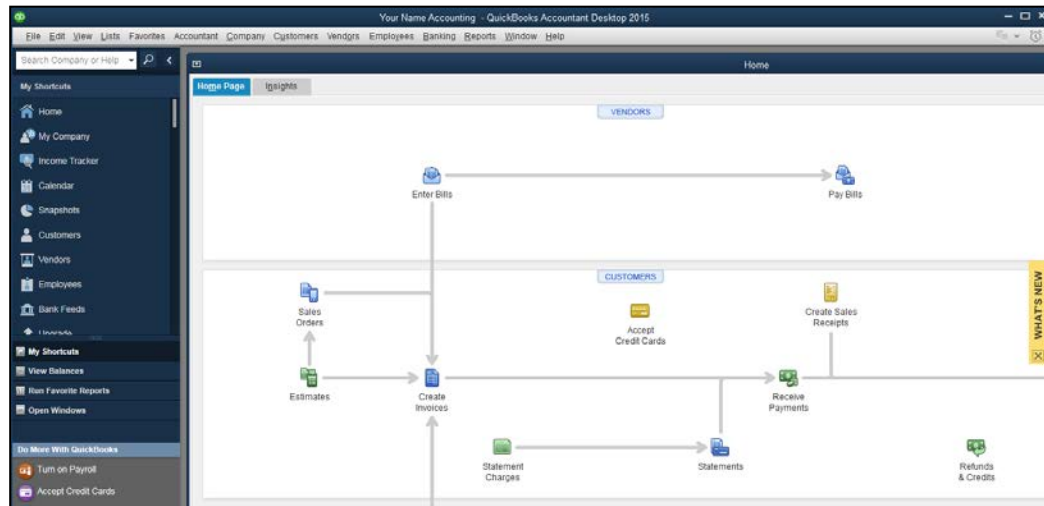 Your Name Accounting - QuickBooks Accountant Desktop 2015
File Edit View Lists Favorites Accountant Company Customers Vendors Employees Banking Reports Window Help
Search Company or Help
My Shortcuts
Home
My Company
Income Tracker
Calendar
Snapshots
Customers
Vendors
Employees
Bank Feeds
My Shortcuts
View Balances
Run Favorite Reports
Open Windows
Do More With QuickBooks
Turn on Payroll
Accept Credit Cards
Home
Home Page Insights
VENDORS
Enter Bills
Pay Bills
CUSTOMERS
Sales
Orders
Accept
Credit Cards
Create Sales
Receipts
Estimates
Create
Invoices
Receive
Payments
Statement
Charges
Statements
Refunds
& Credits
WHAT'S NEW